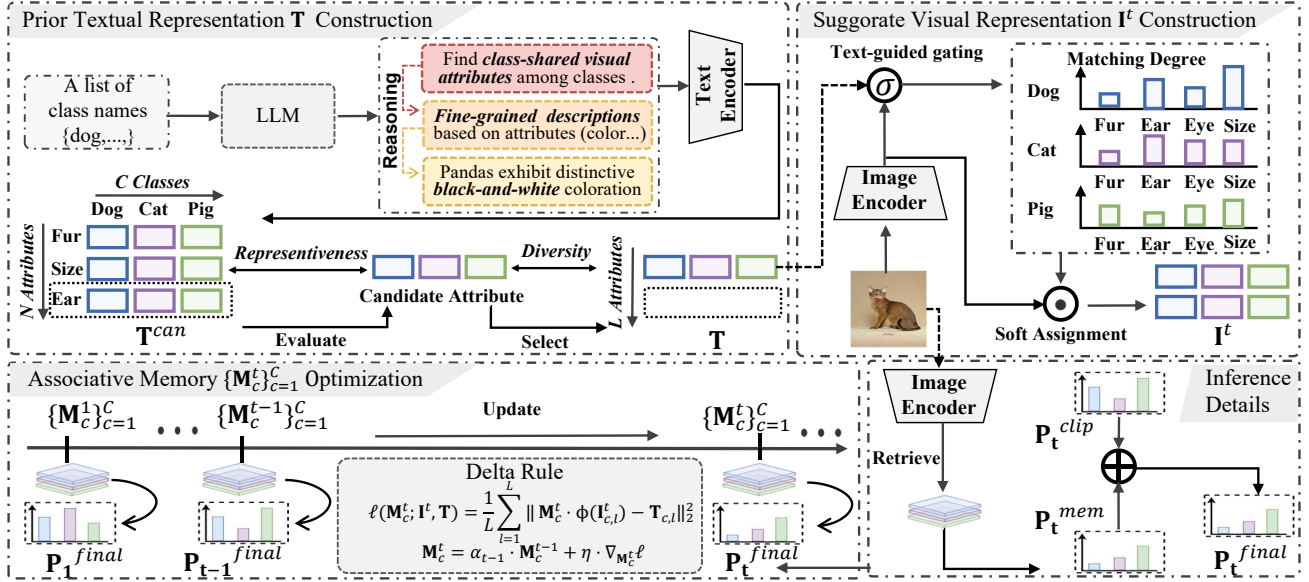 Prior Textual Representation T Construction
A list of
class names
{dog,...,}
LLM
Reasoning
Find class-shared visual
attributes among classes .
Fine-grained descriptions
based on attributes (color...)
Pandas exhibit distinctive
black-and-white coloration
Text
Encoder
C Classes
Dog Cat Pig
N Attributes
Fur
Size
Ear
T^{can}
Representiveness
Candidate Attribute
Diversity
Evaluate
Select
L Attributes
T
Suggorate Visual Representation I^t Construction
Text-guided gating
σ
Image
Encoder
Matching Degree
Dog
Fur Ear Eye Size
Cat
Fur Ear Eye Size
Pig
Fur Ear Eye Size
Soft Assignment
I^t
Associative Memory {M_c^t}_{c=1}^C Optimization
{M_c^1}_{c=1}^C
• • •
{M_c^{t-1}}_{c=1}^C
Update
{M_c^t}_{c=1}^C
• • •
P_1^{final}
P_{t-1}^{final}
Delta Rule
ℓ(M_c^t; I^t, T) = \frac{1}{L} \sum_{l=1}^{L} ∥ M_c^t · ϕ(I_{c,l}^t) − T_{c,l} ∥_2^2
M_c^t = α_{t-1} · M_c^{t-1} + η · ∇_{M_c^t} ℓ
P_t^{final}
Inference
Details
Image
Encoder
Retrieve
P_t^{clip}
P_t^{mem}
P_t^{final}